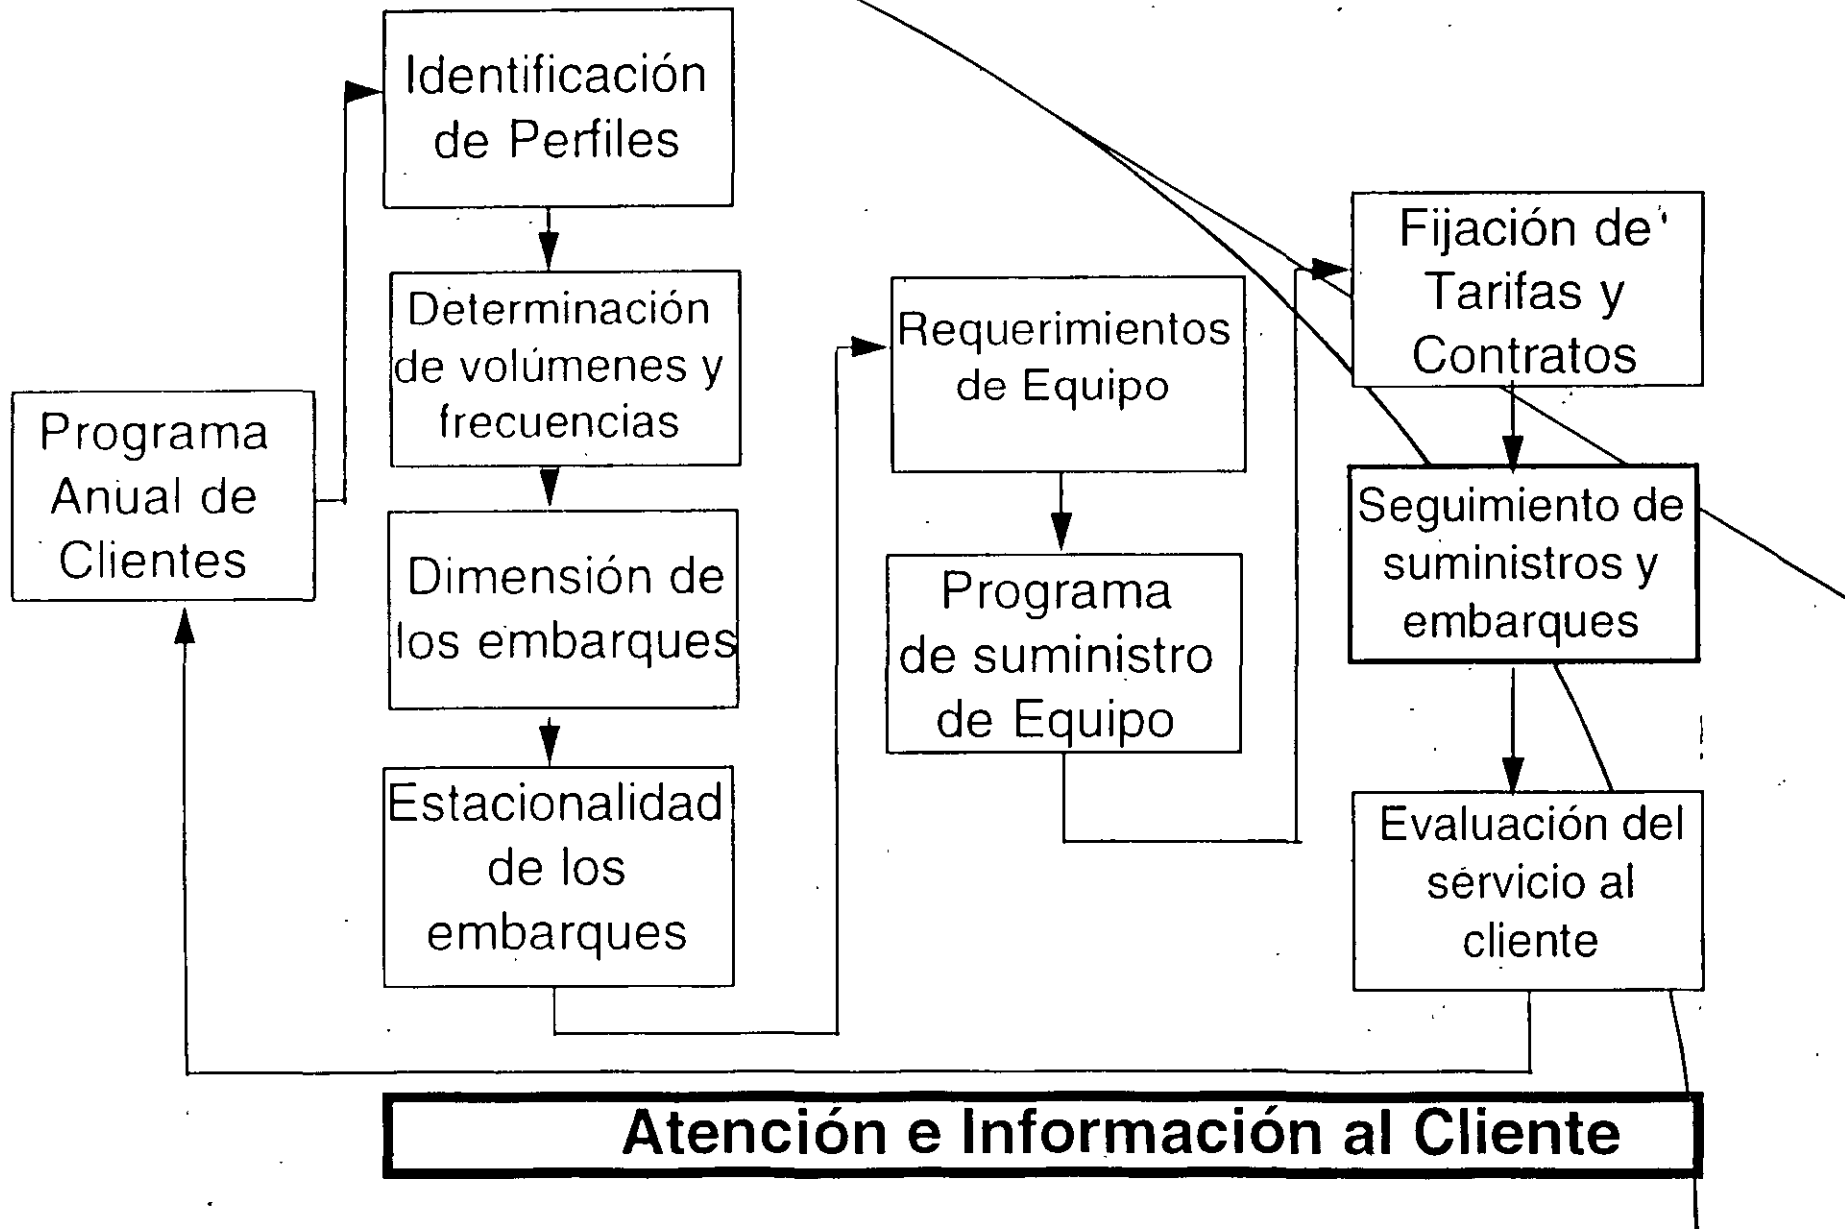 Programa
Anual de
Clientes
Identificación
de Perfiles
Determinación
de volúmenes y
frecuencias
Dimensión de
los embarques
Estacionalidad
de los
embarques
Requerimientos
de Equipo
Programa
de suministro
de Equipo
Fijación de
Tarifas y
Contratos
Seguimiento de
suministros y
embarques
Evaluación del
servicio al
cliente
Atención e Información al Cliente